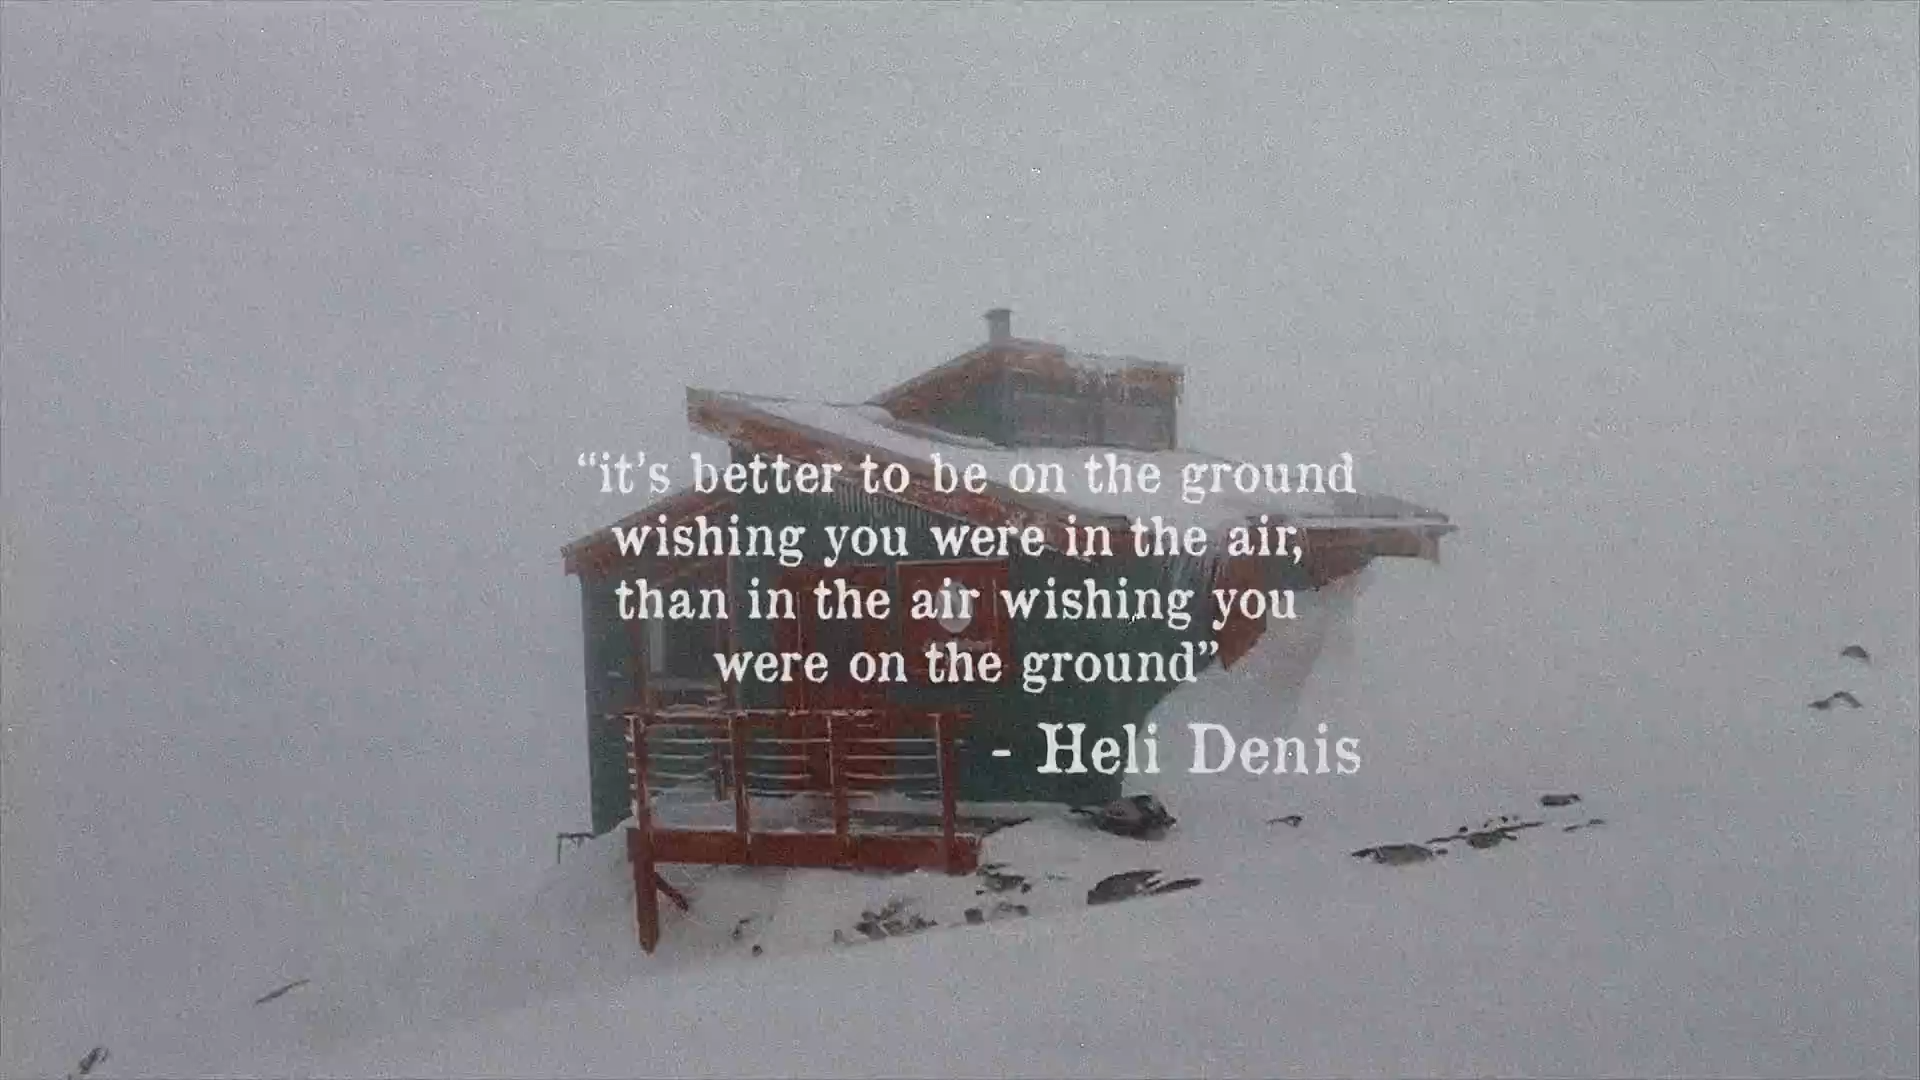 “it’s better to be on the ground
wishing you were in the air,
than in the air wishing you
were on the ground”
- Heli Denis